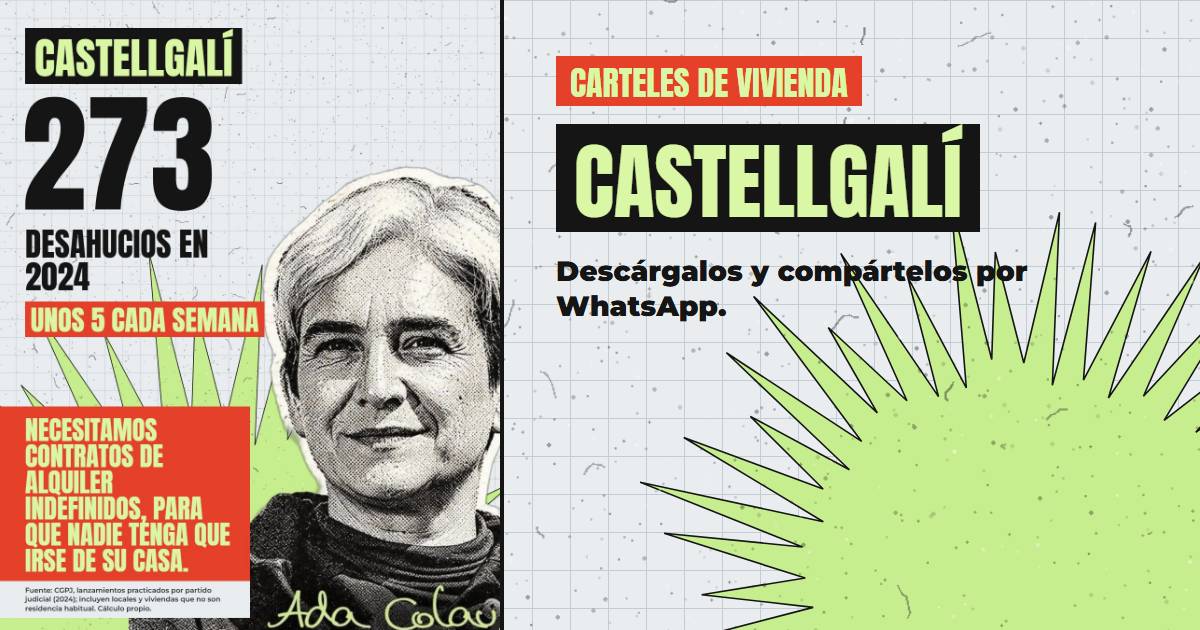 CASTELLGALÍ
273
DESAHUCIOS EN
2024
UNOS 5 CADA SEMANA
NECESITAMOS
CONTRATOS DE
ALQUILER
INDEFINIDOS, PARA
QUE NADIE TENGA QUE
IRSE DE SU CASA.
Fuente: CGPJ, lanzamientos practicados por partido
judicial (2024); incluyen locales y viviendas que no son
residencia habitual. Cálculo propio.
Ada Colau
CARTELES DE VIVIENDA
CASTELLGALÍ
Descárgalos y compártelos por
WhatsApp.